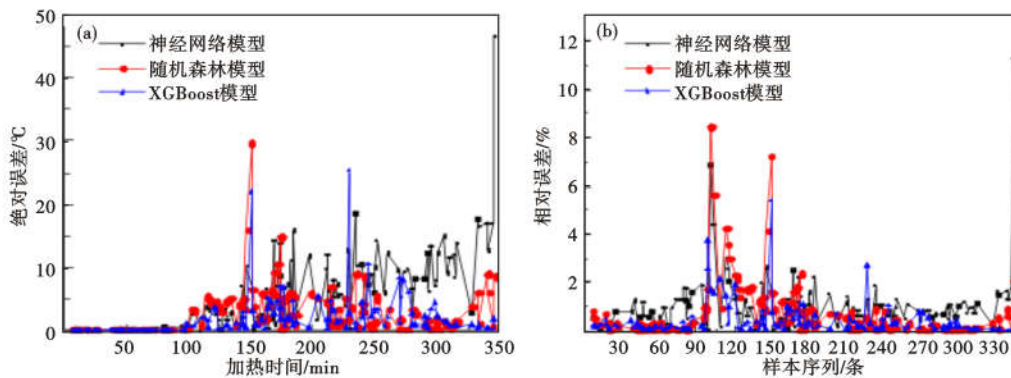 (a)
神经网络模型
随机森林模型
XGBoost模型
绝对误差/℃
50
40
30
20
10
0
50 100 150 200 250 300 350
加热时间/min
(b)
神经网络模型
随机森林模型
XGBoost模型
相对误差/%
12
10
8
6
4
2
30 60 90 120 150 180 210 240 270 300 330
样本序列/条